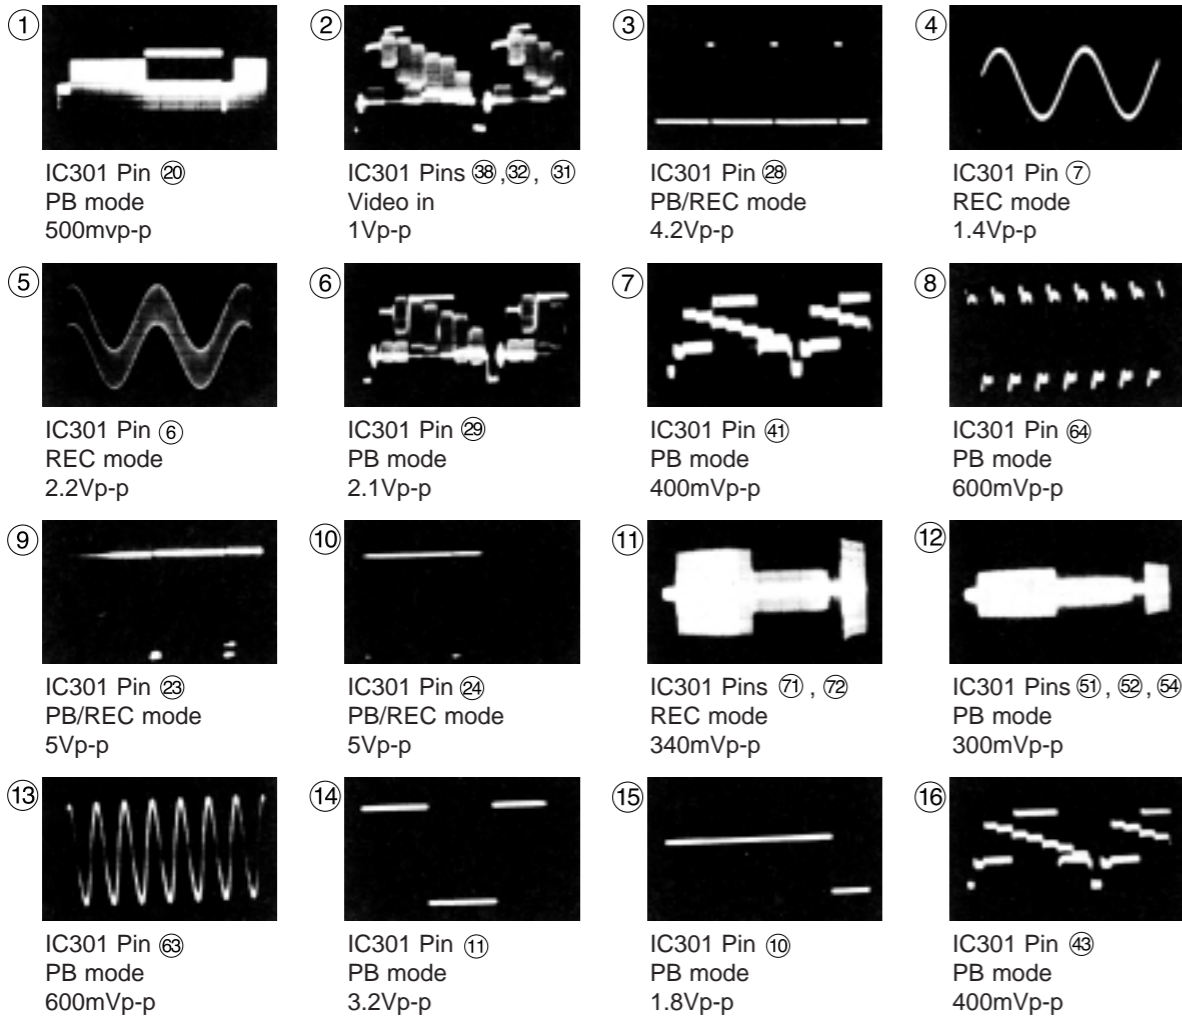 ① ② ③ ④
IC301 Pin ⑳
PB mode
500mvp-p
IC301 Pins ㊳ ,㉜ , ㉛
Video in
1Vp-p
IC301 Pin ㉘
PB/REC mode
4.2Vp-p
IC301 Pin ⑦
REC mode
1.4Vp-p
⑤ ⑥ ⑦ ⑧
IC301 Pin ⑥
REC mode
2.2Vp-p
IC301 Pin ㉙
PB mode
2.1Vp-p
IC301 Pin ㊶
PB mode
400mVp-p
IC301 Pin 64
PB mode
600mVp-p
⑨ ⑩ ⑪ ⑫
IC301 Pin ㉓
PB/REC mode
5Vp-p
IC301 Pin ㉔
PB/REC mode
5Vp-p
IC301 Pins 71 , 72
REC mode
340mVp-p
IC301 Pins 51 , 52 , 54
PB mode
300mVp-p
⑬ ⑭ ⑮ ⑯
IC301 Pin 63
PB mode
600mVp-p
IC301 Pin ⑪
PB mode
3.2Vp-p
IC301 Pin ⑩
PB mode
1.8Vp-p
IC301 Pin ㊸
PB mode
400mVp-p